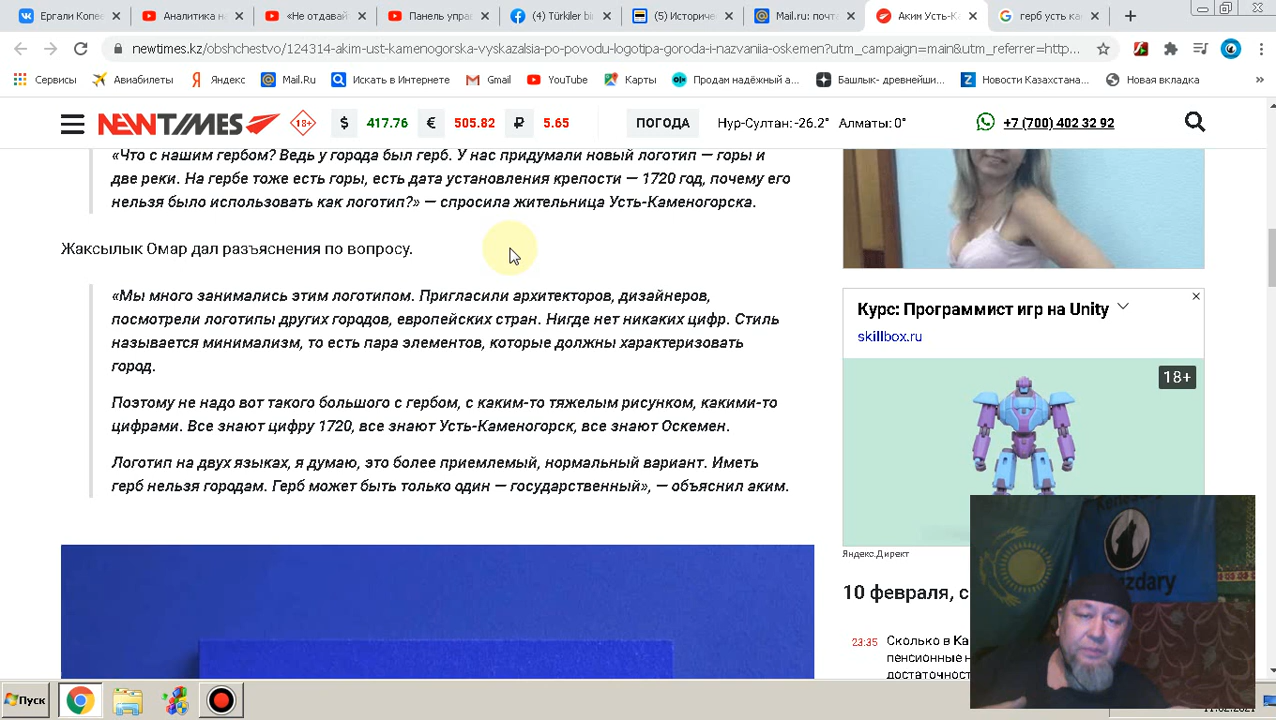 Ергали Копе
Аналитика н
«Не отдавай
Панель упра
(4) Türkiler bir
(5) Историчес
Mail.ru: почт
Аким Усть-Ка
герб усть ка
newtimes.kz/obshchestvo/124314-akim-ust-kamenogorska-vyskazalsia-po-povodu-logotipa-goroda-i-nazvaniia-oskemen?utm_campaign=main&utm_referrer=http...
Сервисы
Авиабилеты
Яндекс
Mail.Ru
Искать в Интернете
Gmail
YouTube
Карты
Продам надёжный а...
Башлык- древнейши...
Новости Казахстана...
Новая вкладка
NEWTIMES 18+ $ 417.76 € 505.82 ₽ 5.65 ПОГОДА Нур-Султан: -26.2° Алматы: 0° +7 (700) 402 32 92
«Что с нашим гербом? Ведь у города был герб. У нас придумали новый логотип — горы и
две реки. На гербе тоже есть горы, есть дата установления крепости — 1720 год, почему его
нельзя было использовать как логотип?» — спросила жительница Усть-Каменогорска.
Жаксылык Омар дал разъяснения по вопросу.
«Мы много занимались этим логотипом. Пригласили архитекторов, дизайнеров,
посмотрели логотипы других городов, европейских стран. Нигде нет никаких цифр. Стиль
называется минимализм, то есть пара элементов, которые должны характеризовать
город.
Поэтому не надо вот такого большого с гербом, с каким-то тяжелым рисунком, какими-то
цифрами. Все знают цифру 1720, все знают Усть-Каменогорск, все знают Оскемен.
Логотип на двух языках, я думаю, это более приемлемый, нормальный вариант. Иметь
герб нельзя городам. Герб может быть только один — государственный», — объяснил аким.
Курс: Программист игр на Unity
skillbox.ru
18+
Яндекс.Директ
10 февраля, с
23:35 Сколько в Ка
пенсионные н
достаточност
zdary
Пуск
11.02.2021